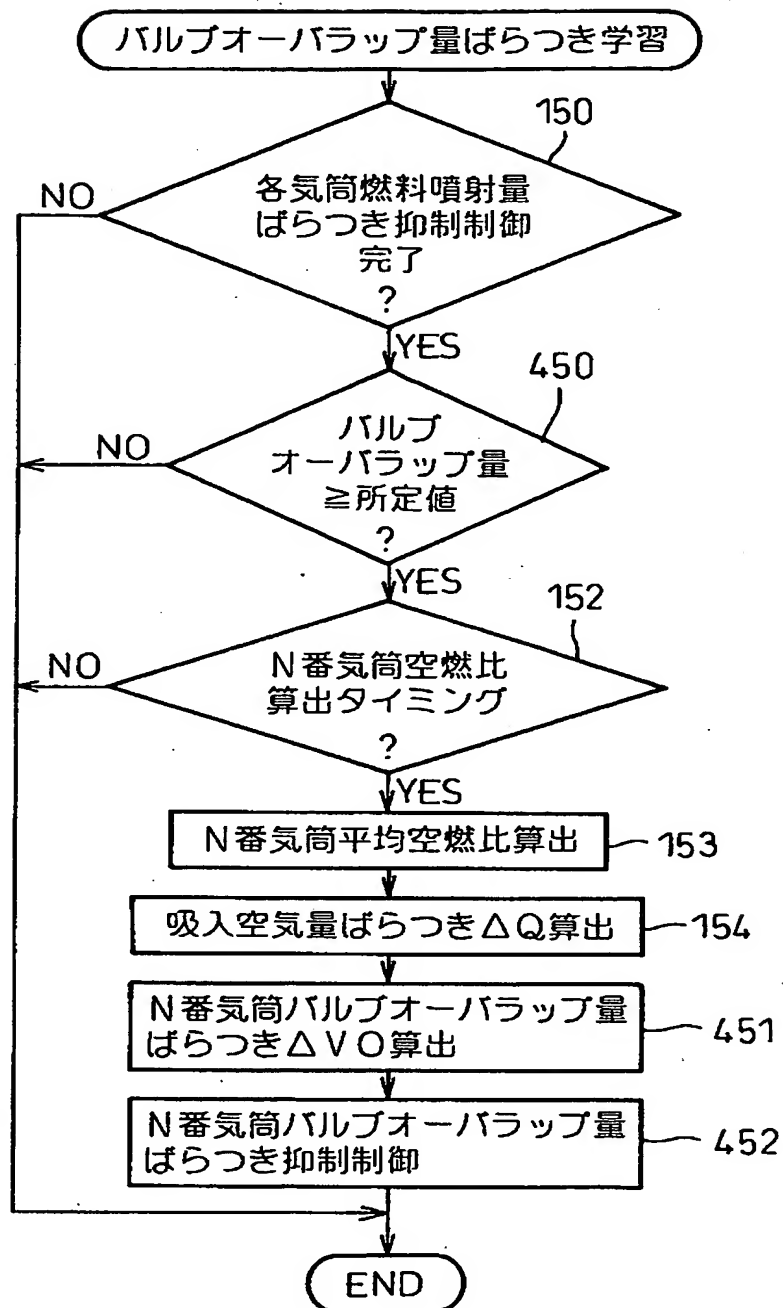 バルブオーバラップ量ばらつき学習
150
各気筒燃料噴射量
ばらつき抑制制御
完了
?
NO
YES
450
バルブ
オーバラップ量
≧所定値
?
NO
YES
152
N番気筒空燃比
算出タイミング
?
NO
YES
N番気筒平均空燃比算出
153
吸入空気量ばらつき△Q算出
154
N番気筒バルブオーバラップ量
ばらつき△VO算出
451
N番気筒バルブオーバラップ量
ばらつき抑制制御
452
END